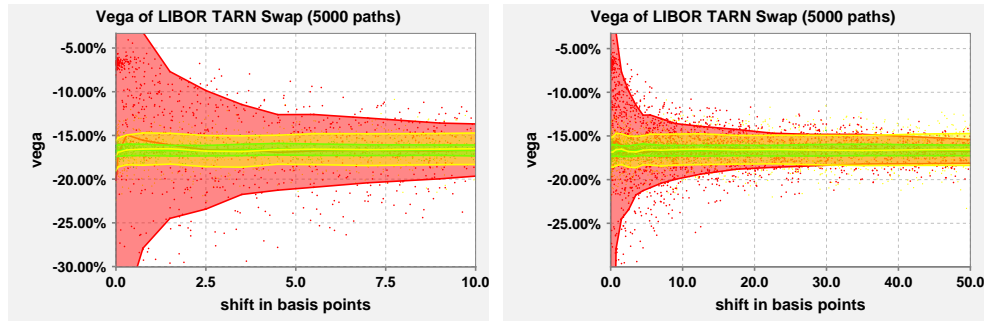 Vega of LIBOR TARN Swap (5000 paths)
-5.00%
-10.00%
-15.00%
-20.00%
-25.00%
-30.00%
vega
0.0 2.5 5.0 7.5 10.0
shift in basis points
Vega of LIBOR TARN Swap (5000 paths)
-5.00%
-10.00%
-15.00%
-20.00%
-25.00%
vega
0.0 10.0 20.0 30.0 40.0 50.0
shift in basis points